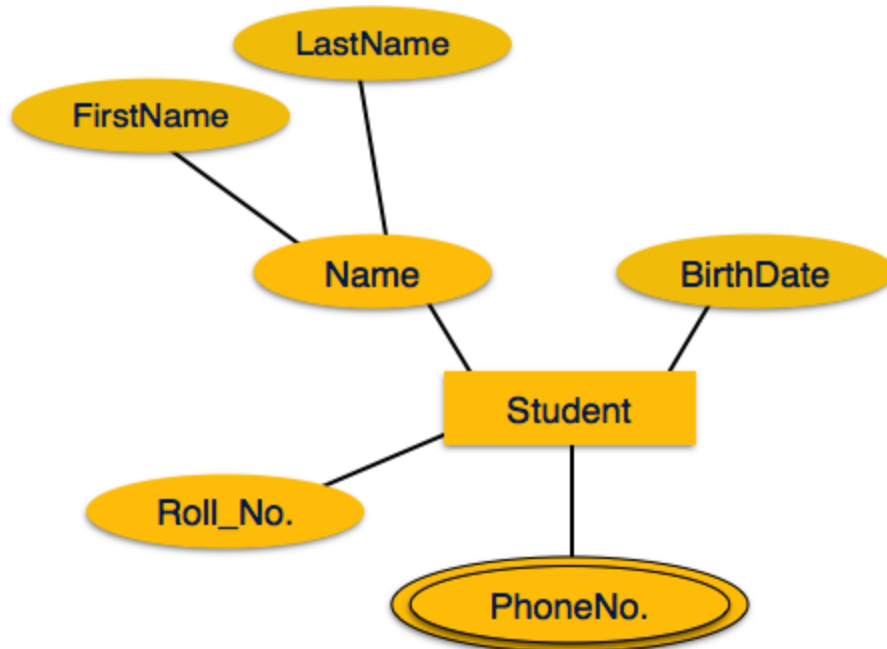 LastName
FirstName
Name
BirthDate
Student
Roll_No.
PhoneNo.